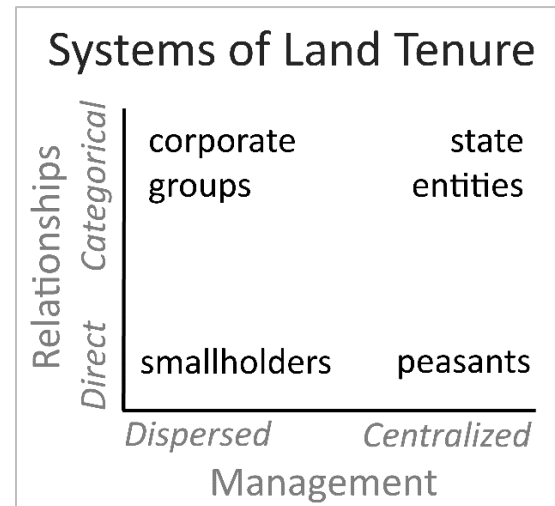 Systems of Land Tenure
Relationships
Categorical
Direct
corporate
groups
state
entities
smallholders
peasants
Dispersed
Centralized
Management